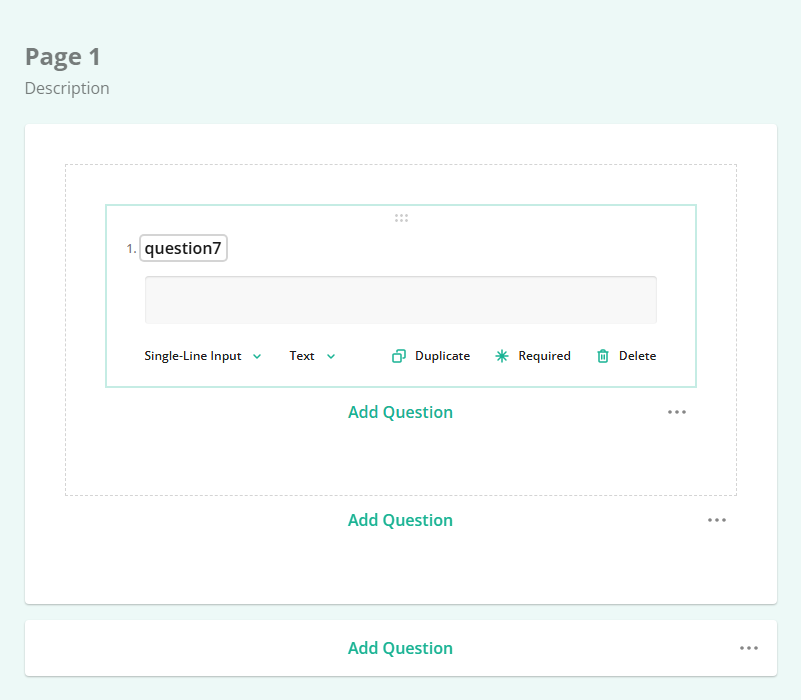 Page 1
Description
1. question7
Single-Line Input Text Duplicate Required Delete
Add Question
Add Question
Add Question